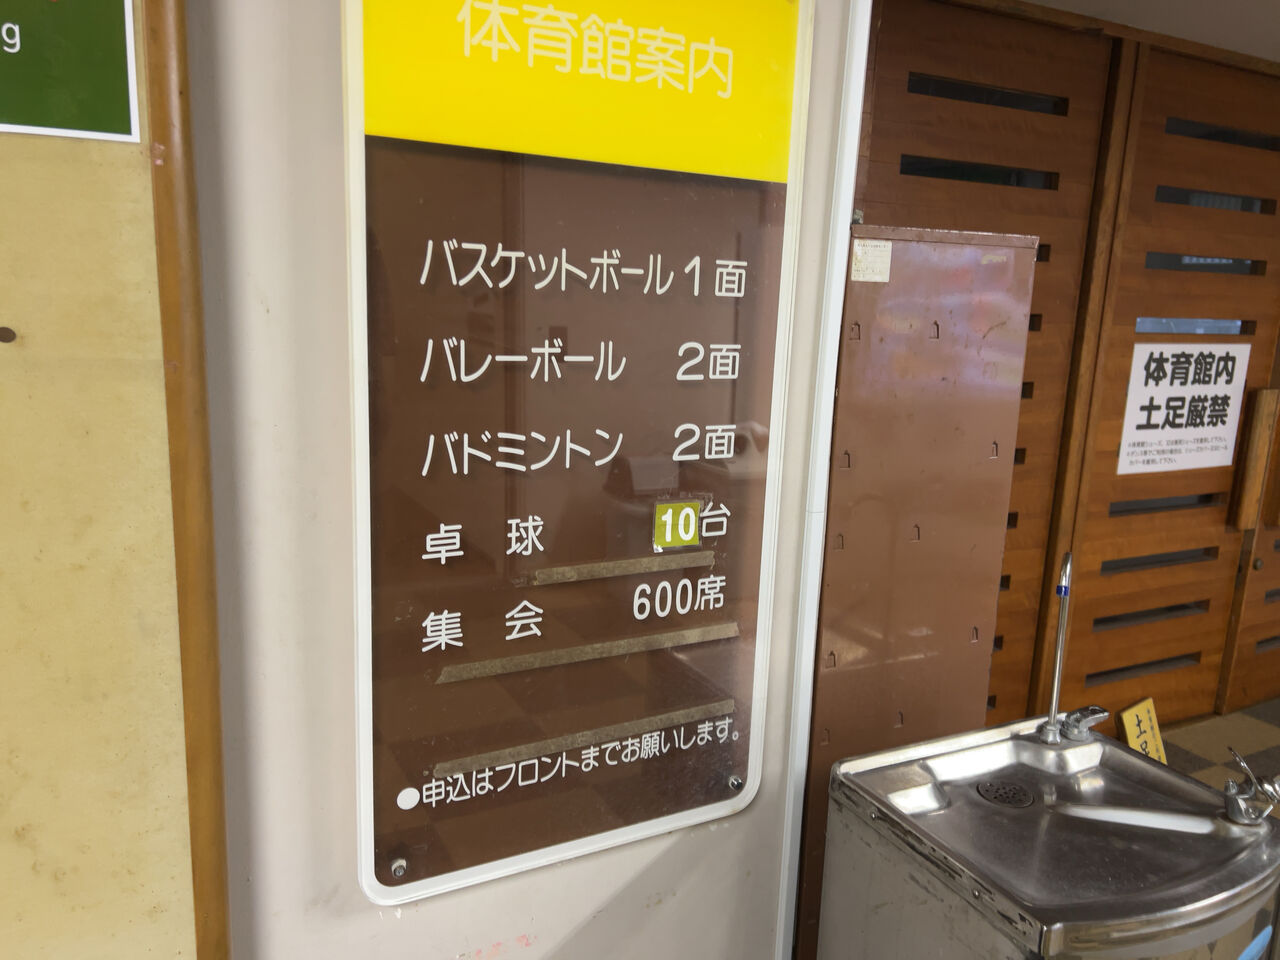 g
体育館案内
バスケットボール1面
バレーボール 2面
バドミントン 2面
卓球 10台
集会 600席
●申込はフロントまでお願いします。
体育館内
土足厳禁
土足